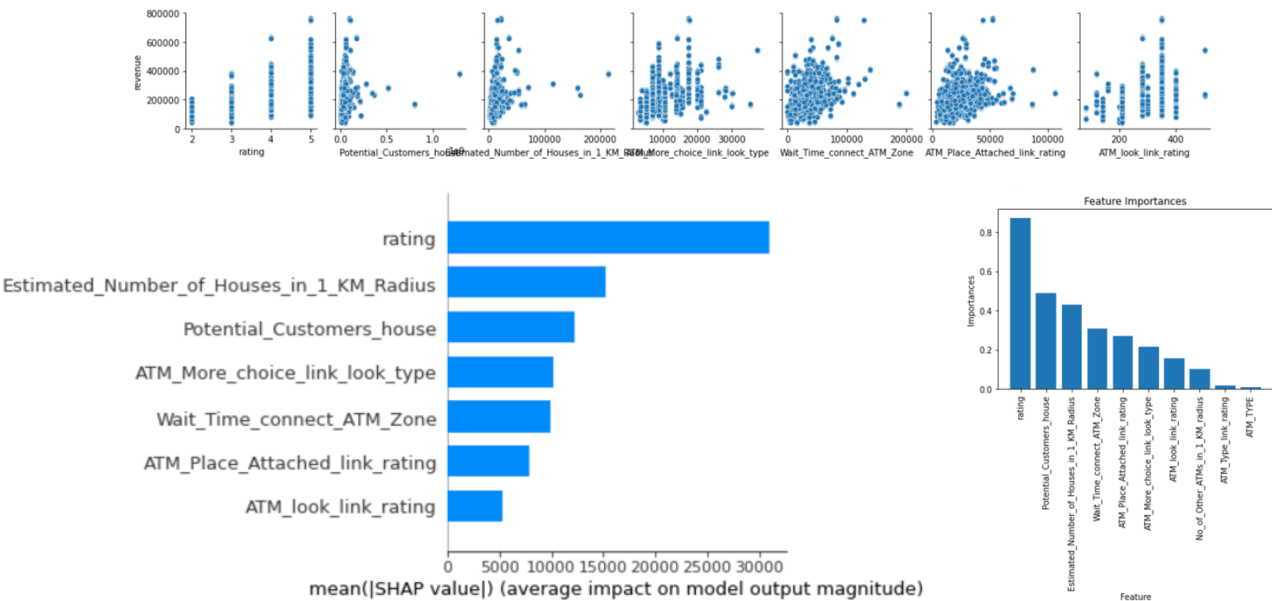 800000
600000
400000
200000
0
revenue
2 3 4 5
rating
0.0 0.5 1.0
Potential_Customers_house
0 100000 200000
Estimated_Number_of_Houses_in_1_KM_Radius
10000 20000 30000
ATM_More_choice_link_look_type
0 100000 200000
Wait_Time_connect_ATM_Zone
0 50000 100000
ATM_Place_Attached_link_rating
200 400
ATM_look_link_rating
rating
Estimated_Number_of_Houses_in_1_KM_Radius
Potential_Customers_house
ATM_More_choice_link_look_type
Wait_Time_connect_ATM_Zone
ATM_Place_Attached_link_rating
ATM_look_link_rating
0 5000 10000 15000 20000 25000 30000
mean(|SHAP value|) (average impact on model output magnitude)
Feature Importances
0.8
0.6
0.4
0.2
0.0
Importances
rating
Potential_Customers_house
Estimated_Number_of_Houses_in_1_KM_Radius
Wait_Time_connect_ATM_Zone
ATM_Place_Attached_link_rating
ATM_More_choice_link_look_type
ATM_look_link_rating
No_of_Other_ATMs_in_1_KM_radius
ATM_Type_link_rating
ATM_TYPE
Feature